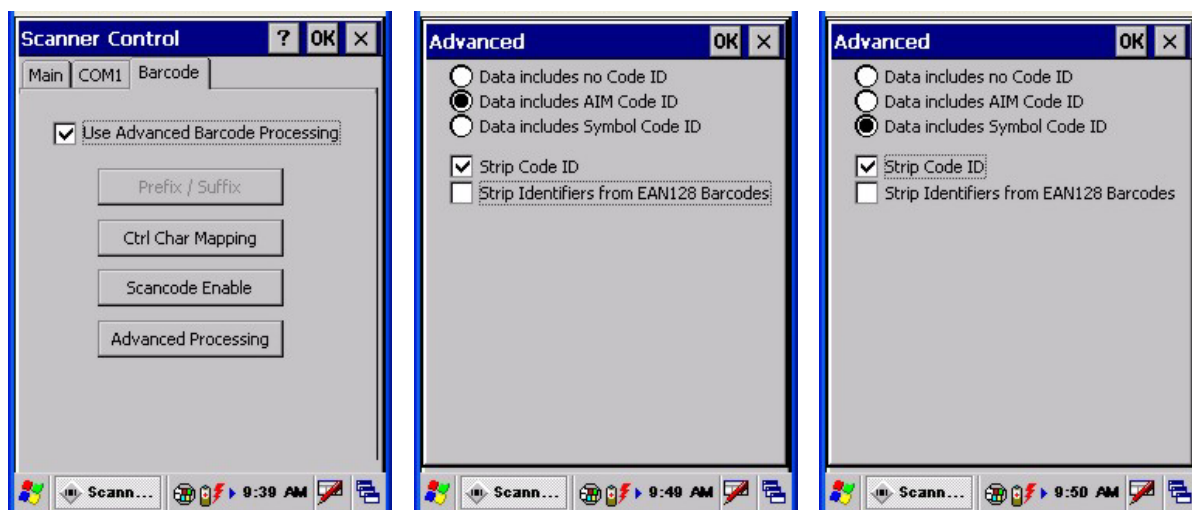 Scanner Control ? OK ×
Main COM1 Barcode
Use Advanced Barcode Processing
Prefix / Suffix
Ctrl Char Mapping
Scancode Enable
Advanced Processing
Scann... 9:39 AM
Advanced OK ×
Data includes no Code ID
Data includes AIM Code ID
Data includes Symbol Code ID
Strip Code ID
Strip Identifiers from EAN128 Barcodes
Scann... 9:49 AM
Advanced OK ×
Data includes no Code ID
Data includes AIM Code ID
Data includes Symbol Code ID
Strip Code ID
Strip Identifiers from EAN128 Barcodes
Scann... 9:50 AM